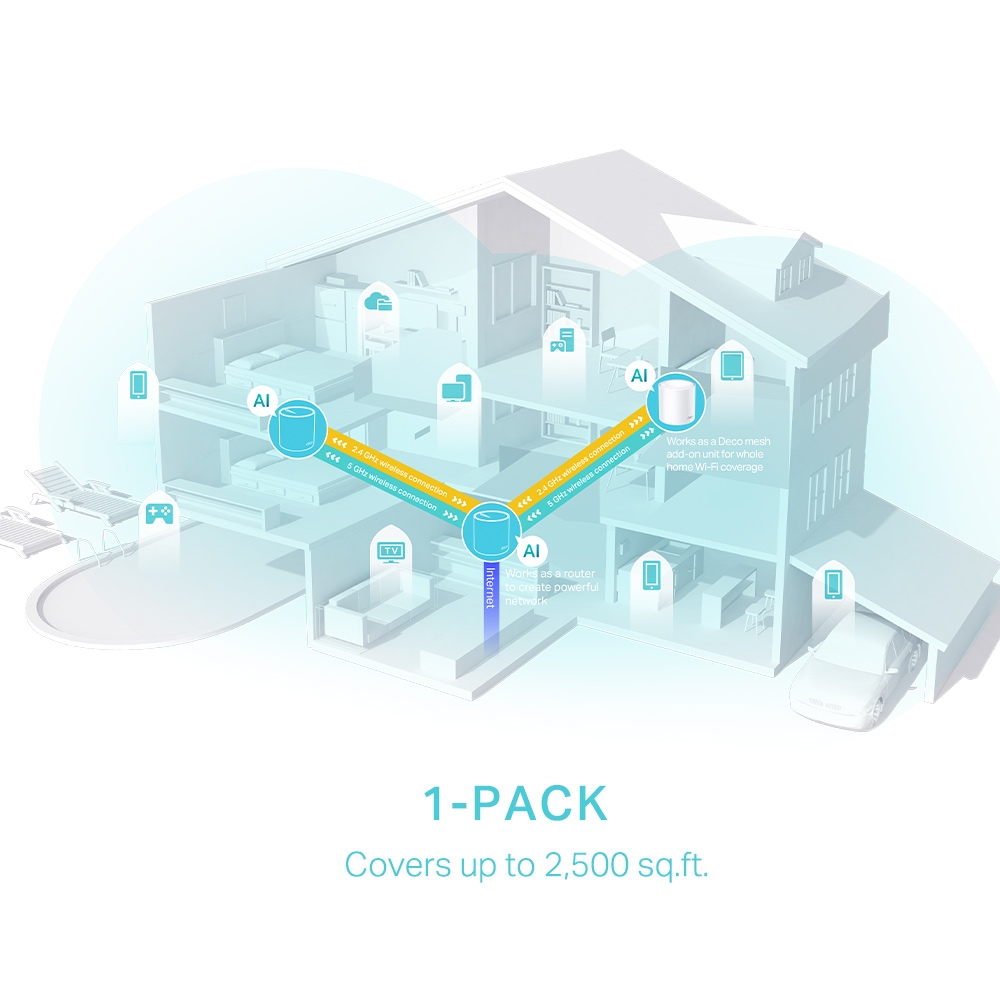 AI
AI
2.4 GHz wireless connection
5 GHz wireless connection
2.4 GHz wireless connection
5 GHz wireless connection
Works as a Deco mesh
add-on unit for whole
home Wi-Fi coverage
TV
AI
Internet
Works as a router
to create powerful
network
1-PACK
Covers up to 2,500 sq.ft.